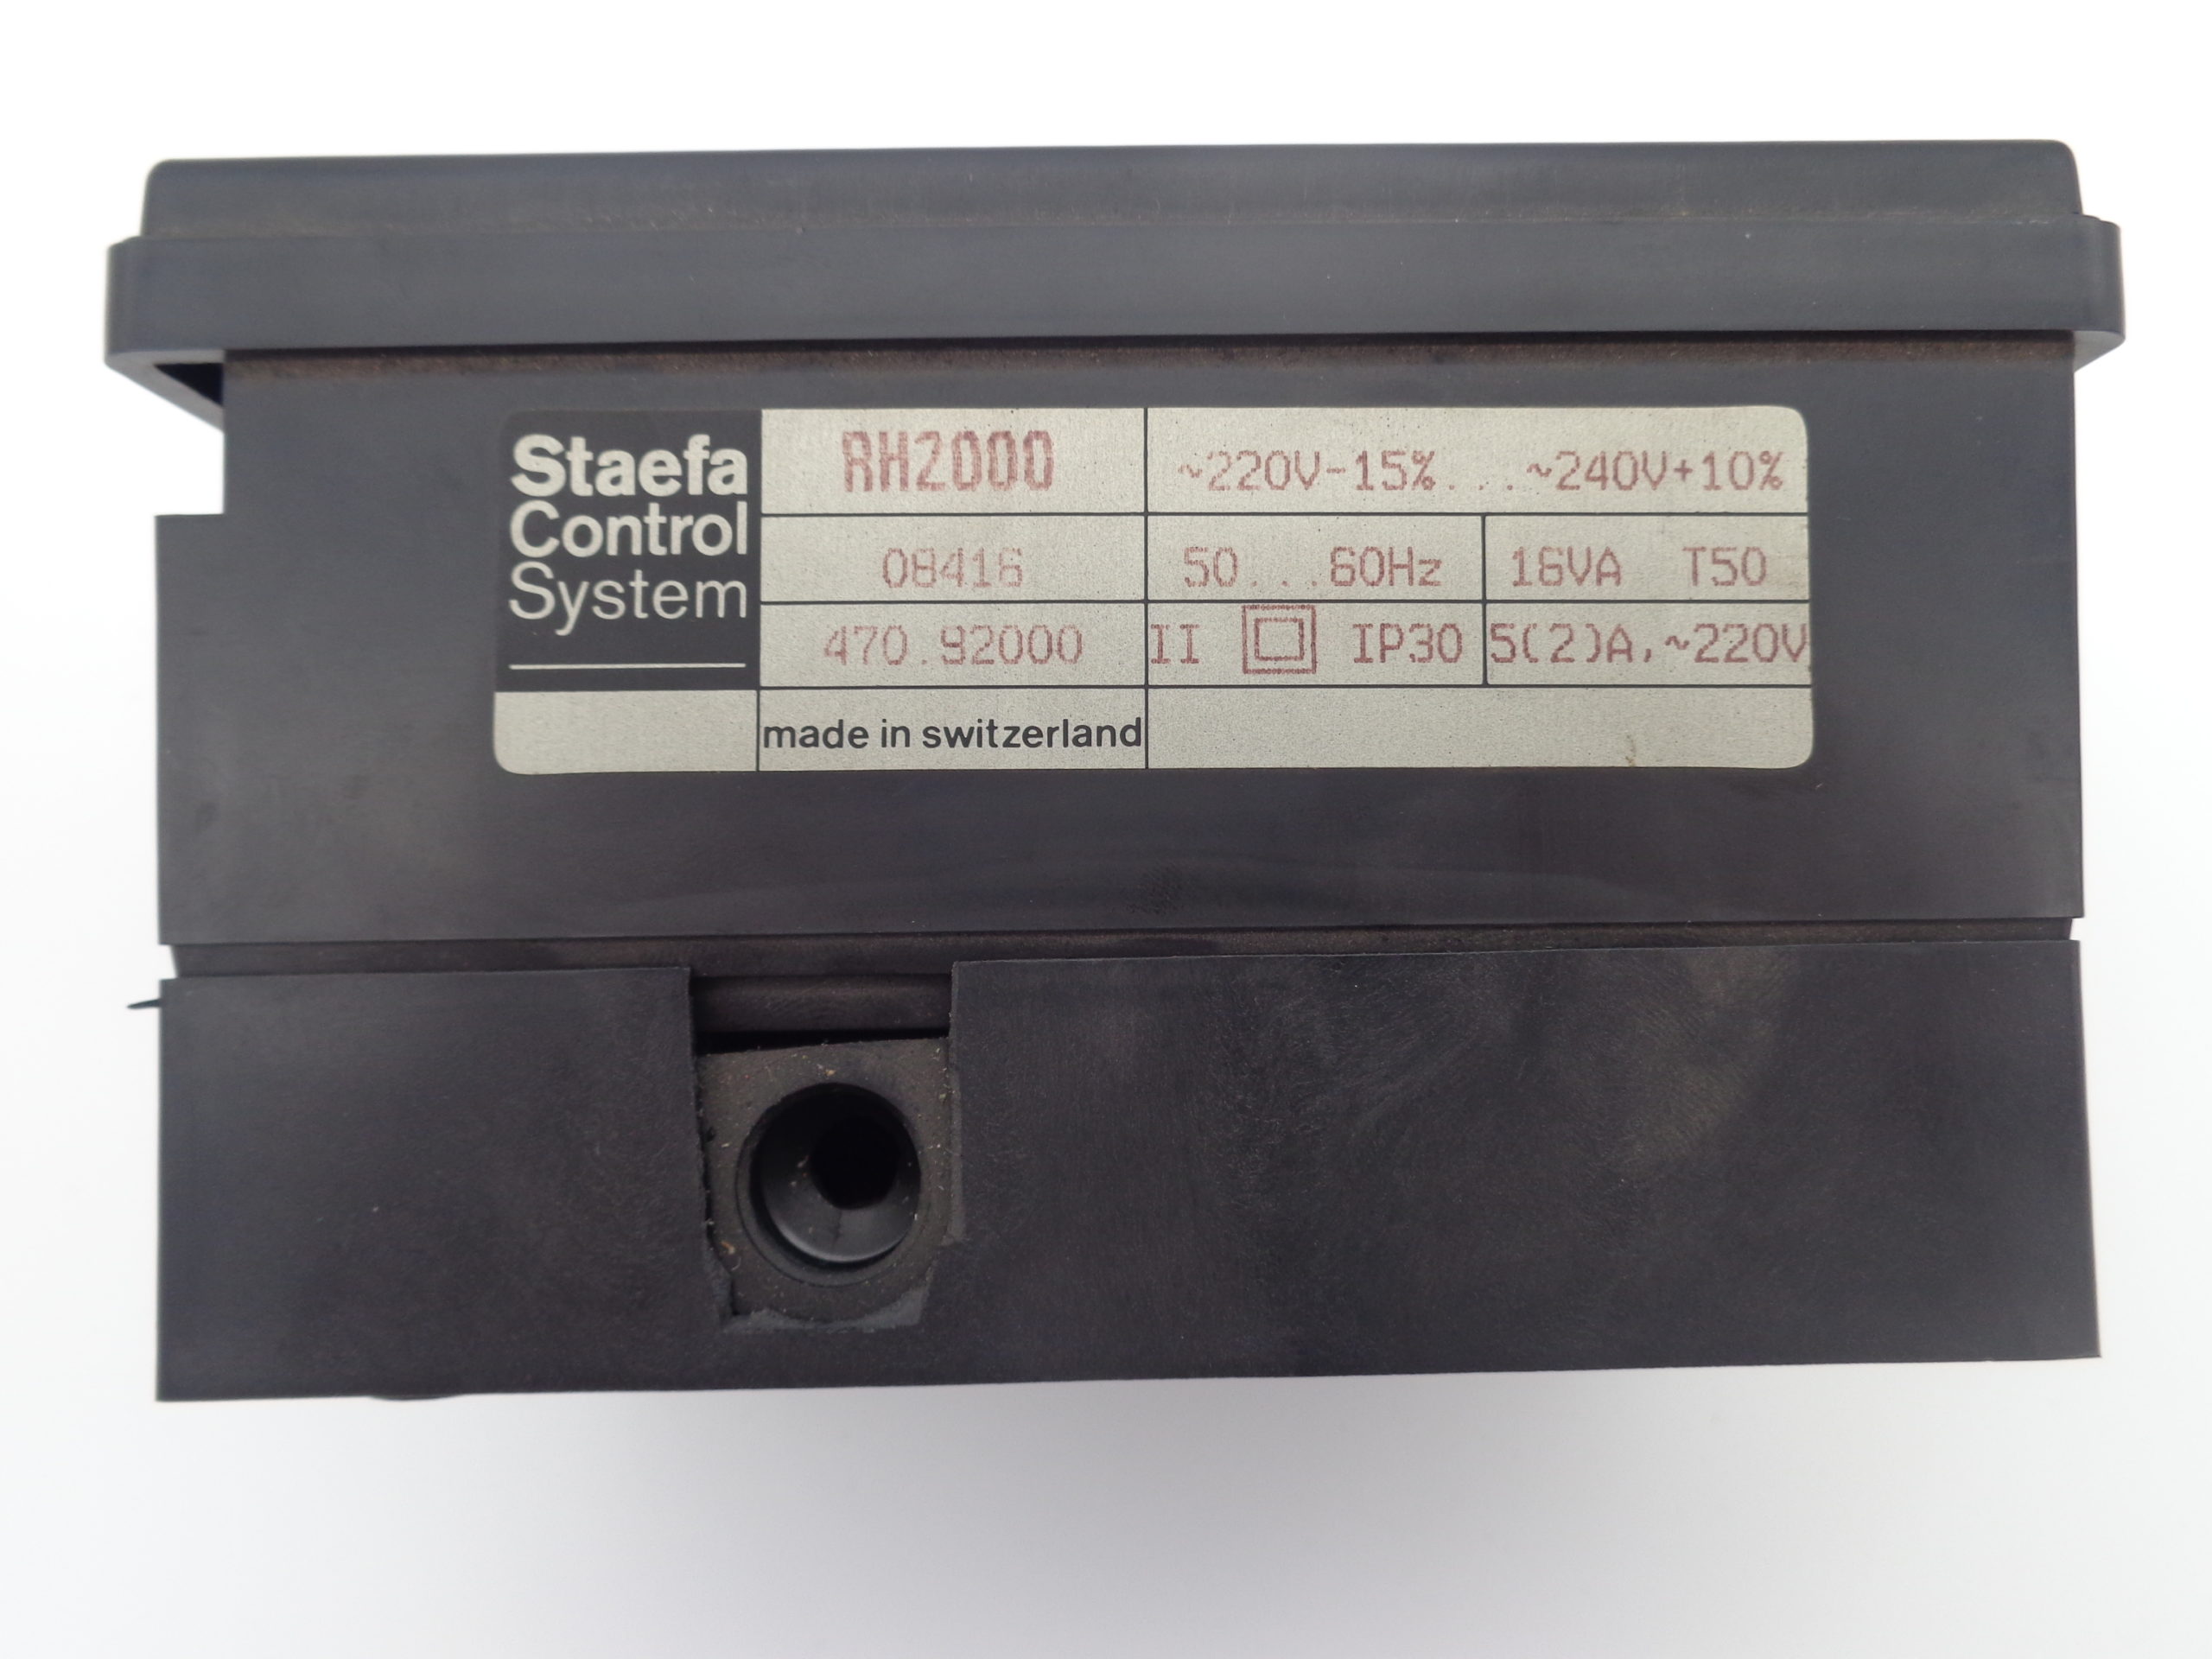 Staefa
Control
System
RH2000
~220V-15%...~240V+10%
08416
50...60Hz
16VA T50
470.92000
II IP30
5(2)A,~220V
made in switzerland